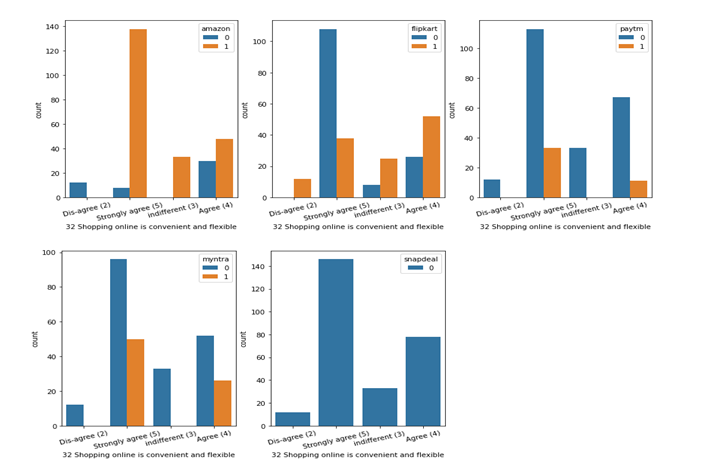 amazon
0
1
140
120
100
80
60
40
20
0
count
Dis-agree (2)
Strongly agree (5)
indifferent (3)
Agree (4)
32 Shopping online is convenient and flexible
flipkart
0
1
100
80
60
40
20
0
count
Dis-agree (2)
Strongly agree (5)
indifferent (3)
Agree (4)
32 Shopping online is convenient and flexible
paytm
0
1
120
100
80
60
40
20
0
count
Dis-agree (2)
Strongly agree (5)
indifferent (3)
Agree (4)
32 Shopping online is convenient and flexible
myntra
0
1
100
80
60
40
20
0
count
Dis-agree (2)
Strongly agree (5)
indifferent (3)
Agree (4)
32 Shopping online is convenient and flexible
snapdeal
0
140
120
100
80
60
40
20
0
count
Dis-agree (2)
Strongly agree (5)
indifferent (3)
Agree (4)
32 Shopping online is convenient and flexible